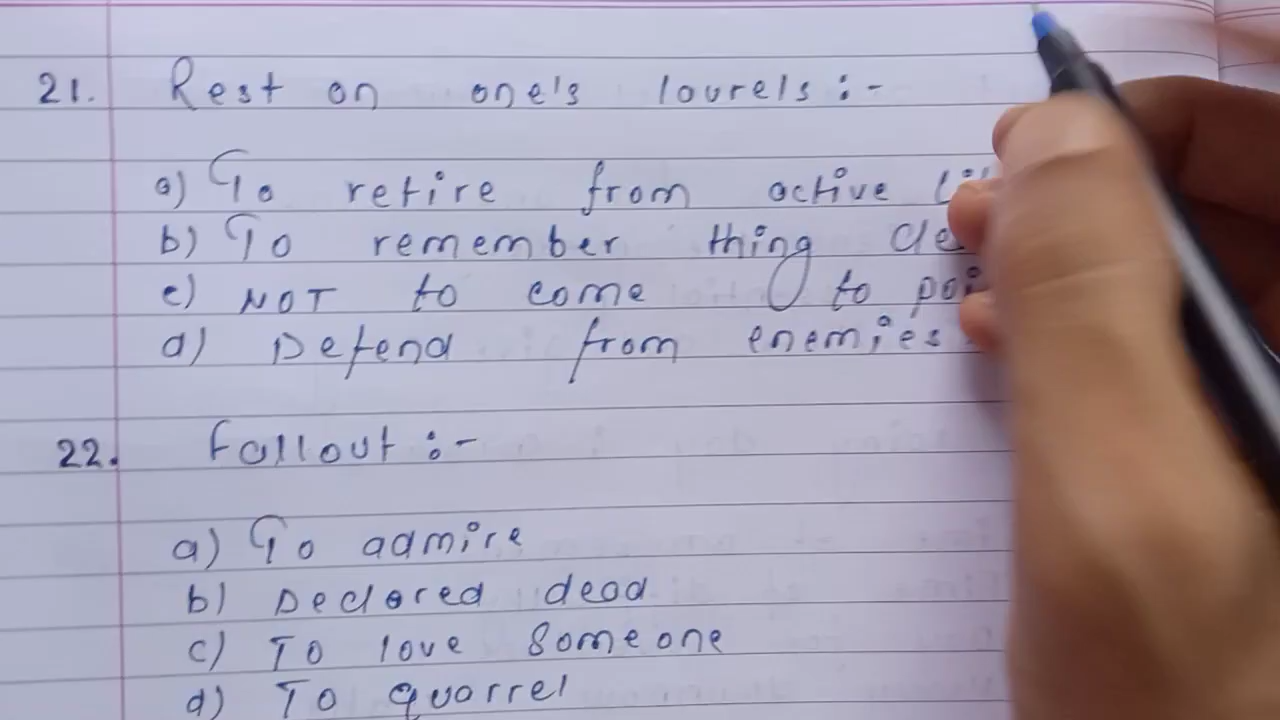 21. Rest on one's laurels :-
a) To retire from active
b) To remember thing
c) NOT to come to
d) Defend from enemies
22. Fallout :-
a) To admire
b) Declared dead
c) To love Someone
d) To quarrel